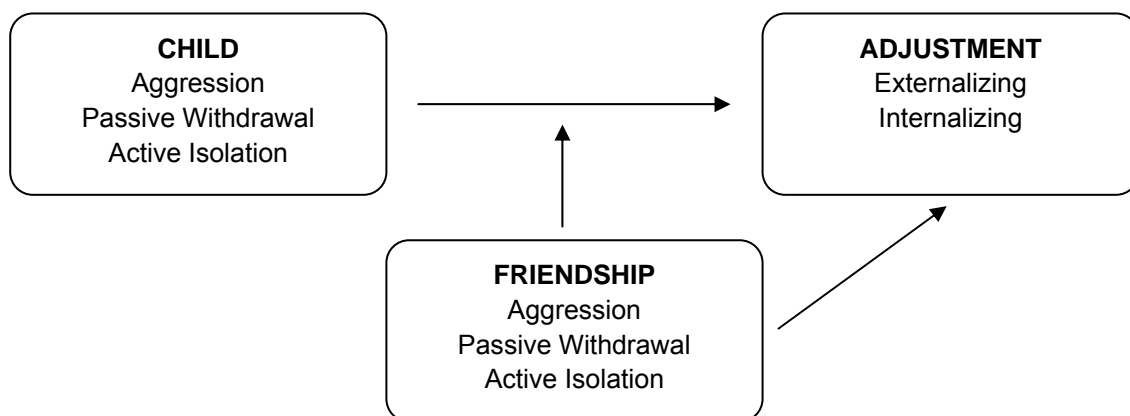 CHILD
Aggression
Passive Withdrawal
Active Isolation
ADJUSTMENT
Externalizing
Internalizing
FRIENDSHIP
Aggression
Passive Withdrawal
Active Isolation